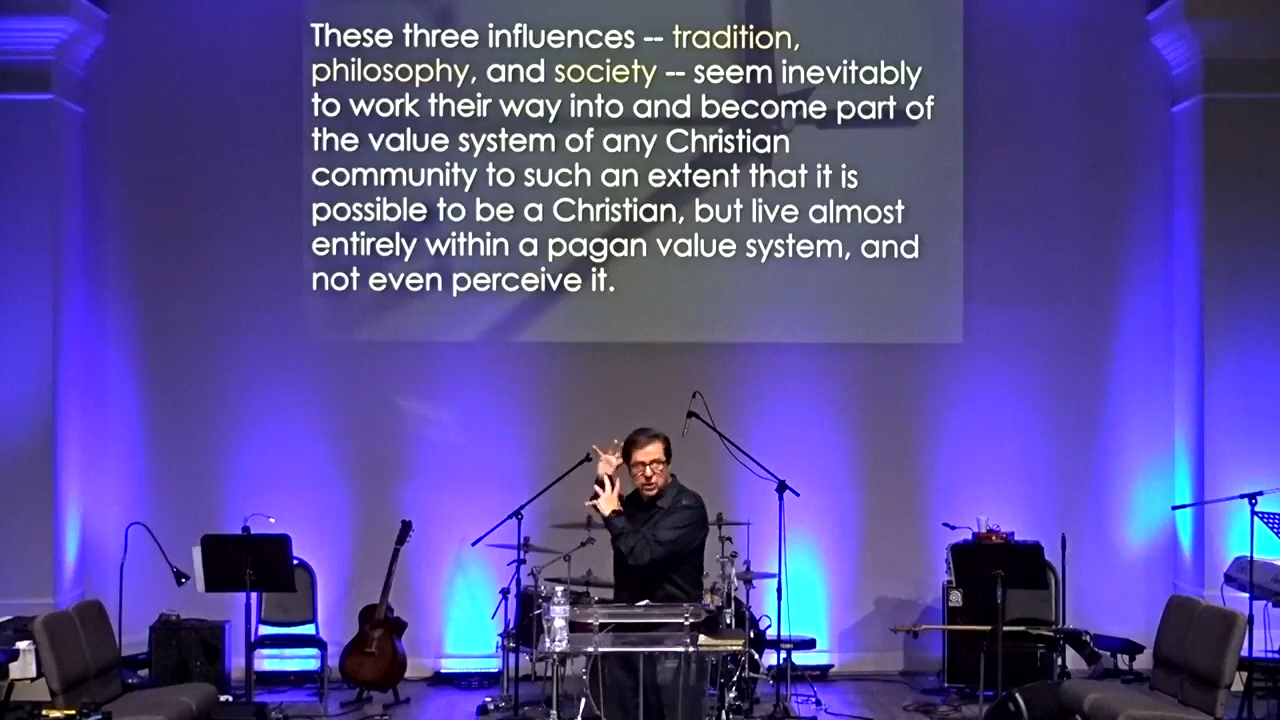 These three influences -- tradition,
philosophy, and society -- seem inevitably
to work their way into and become part of
the value system of any Christian
community to such an extent that it is
possible to be a Christian, but live almost
entirely within a pagan value system, and
not even perceive it.